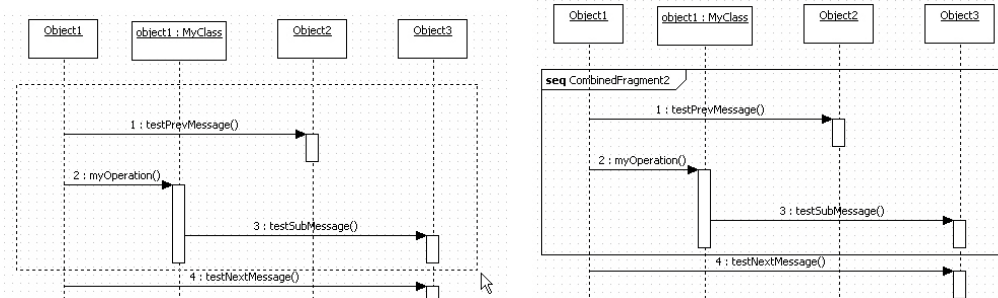 Object1
object1 : MyClass
Object2
Object3
1 : testPrevMessage()
2 : myOperation()
3 : testSubMessage()
4 : testNextMessage()
Object1
object1 : MyClass
Object2
Object3
seq CombinedFragment2
1 : testPrevMessage()
2 : myOperation()
3 : testSubMessage()
4 : testNextMessage()